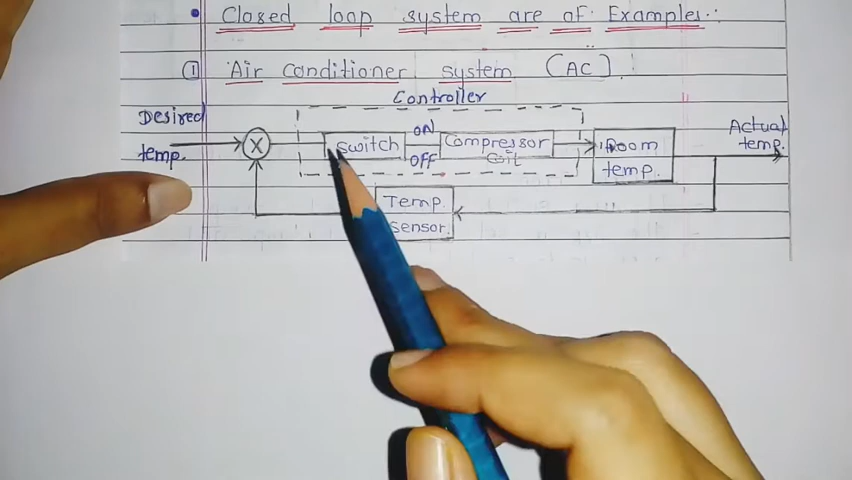 • Closed loop system are of Examples:
① Air conditioner system (AC).
Controller
Desired temp.
X
switch
ON
OFF
Compressor coil
Room temp.
Actual temp.
Temp. sensor.